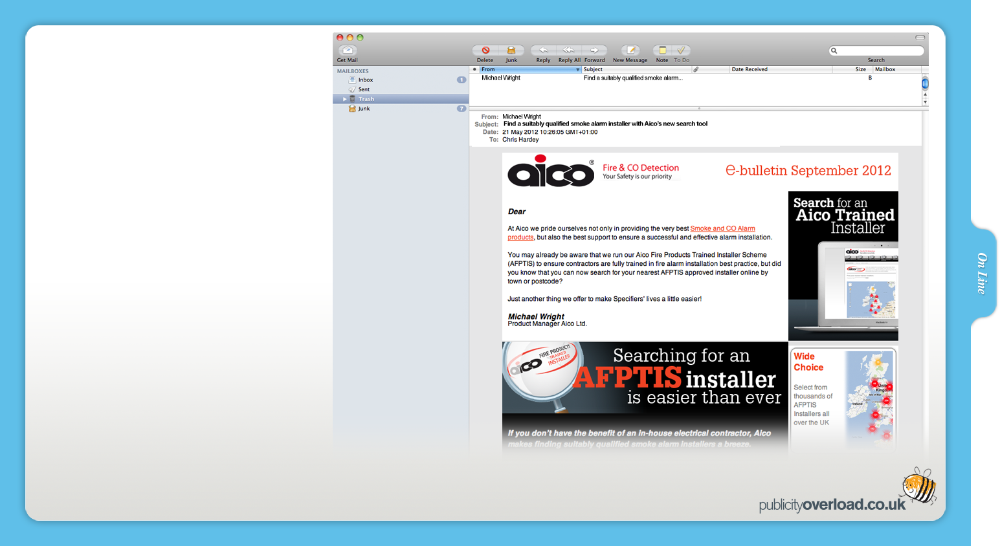 Get Mail
Delete
Junk
Reply
Reply All
Forward
New Message
Note
To Do
Search
MAILBOXES
Inbox
1
Sent
Trash
Junk
7
From
Subject
Date Received
Size
Mailbox
Michael Wright
Find a suitably qualified smoke alarm...
B
From: Michael Wright
Subject: Find a suitably qualified smoke alarm installer with Aico's new search tool
Date: 21 May 2012 10:26:05 GMT+01:00
To: Chris Hardey
aico®
Fire & CO Detection
Your Safety is our priority
e-bulletin September 2012
Dear
At Aico we pride ourselves not only in providing the very best Smoke and CO Alarm
products, but also the best support to ensure a successful and effective alarm installation.
You may already be aware that we run our Aico Fire Products Trained Installer Scheme
(AFPTIS) to ensure contractors are fully trained in fire alarm installation best practice, but did
you know that you can now search for your nearest AFPTIS approved installer online by
town or postcode?
Just another thing we offer to make Specifiers' lives a little easier!
Michael Wright
Product Manager Aico Ltd.
Search for an
Aico Trained
Installer
aico
aico
FIRE PRODUCTS
TRAINED
INSTALLER
Searching for an
AFPTIS installer
is easier than ever
If you don't have the benefit of an in-house electrical contractor, Aico
makes finding suitably qualified smoke alarm installers a breeze.
Wide
Choice
Select from
thousands of
AFPTIS
Installers all
over the UK
Ireland
On Line
publicityoverload.co.uk